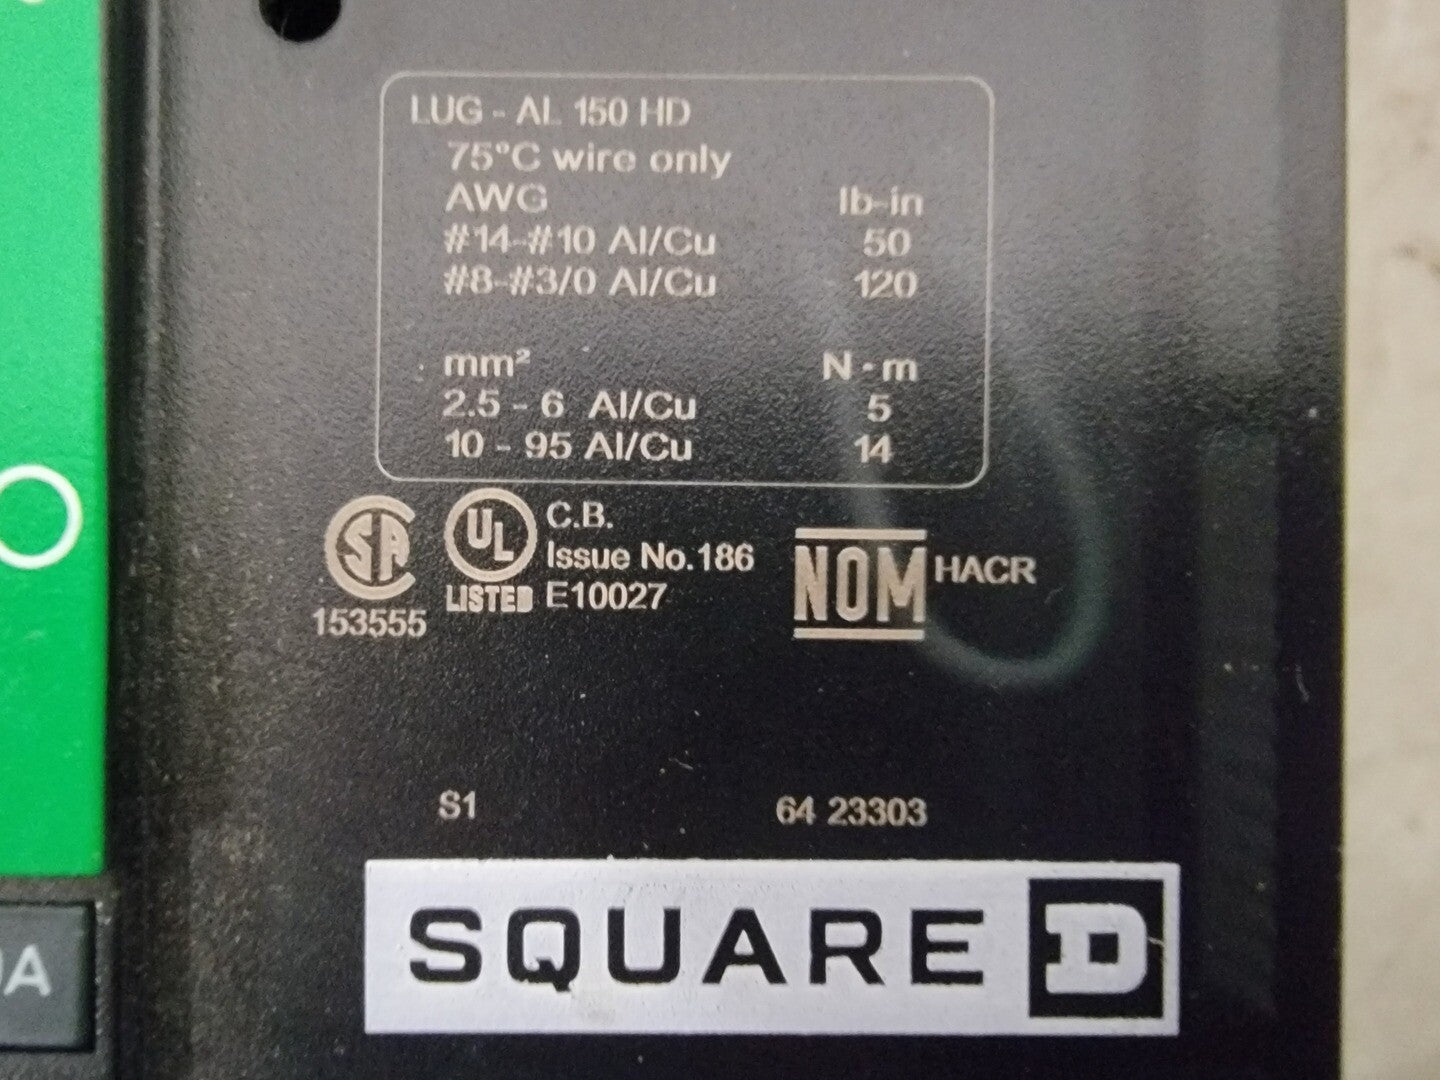 LUG - AL 150 HD
75°C wire only
AWG lb-in
#14-#10 Al/Cu 50
#8-#3/0 Al/Cu 120
mm² N - m
2.5 - 6 Al/Cu 5
10 - 95 Al/Cu 14
SA
153555
UL
LISTED
C.B.
Issue No.186
E10027
NOM
HACR
S1 64 23303
SQUARE D
A